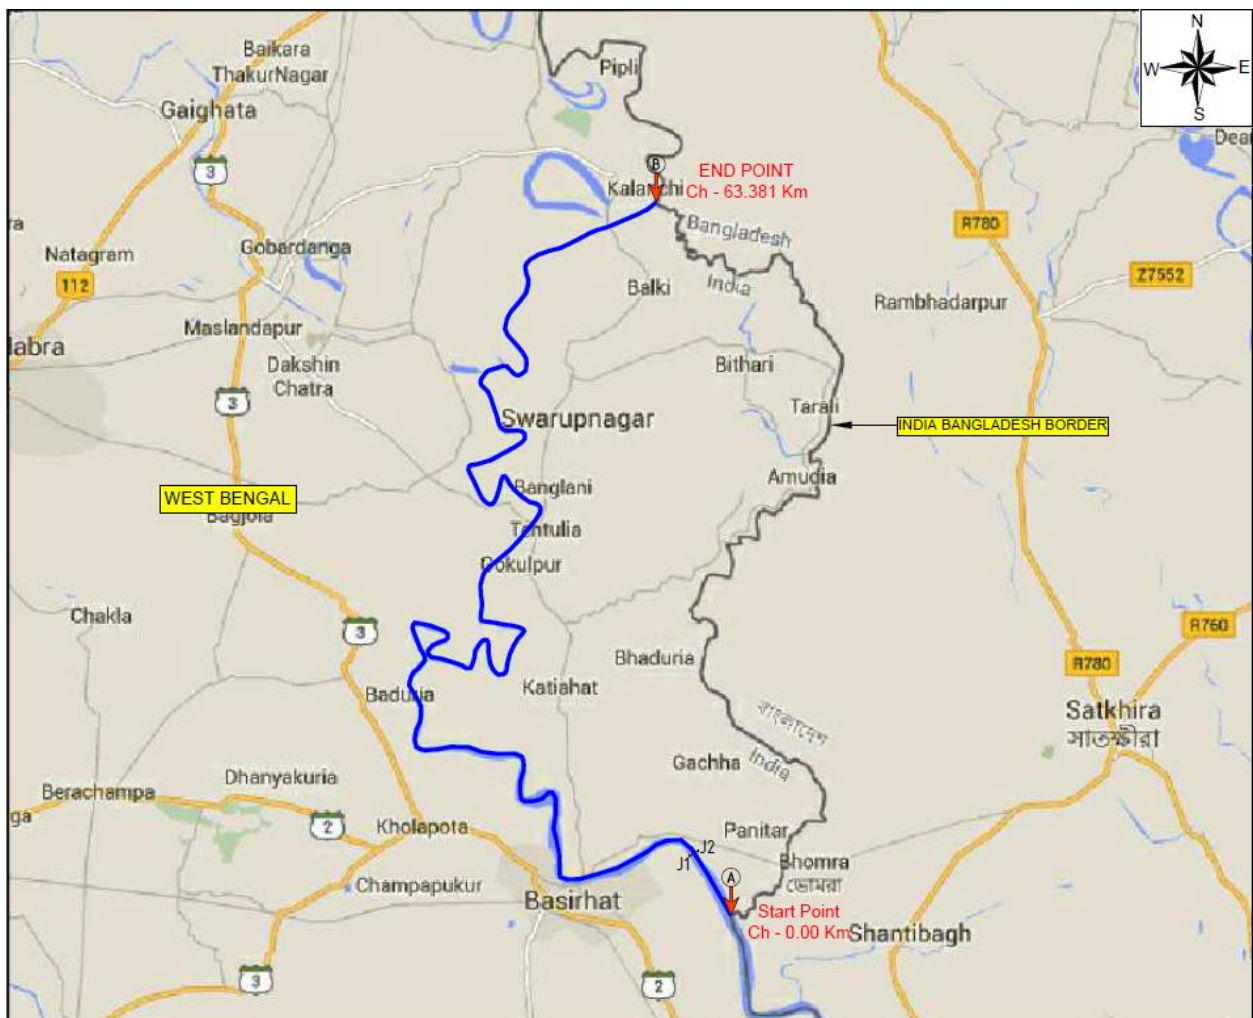 N
W E
S
Pipli
Baikara
ThakurNagar
Gaighata
3
B
END POINT
Ch - 63.381 Km
Kalanchi
Bangladesh
India
R780
Natagram
Gobardanga
112
Z7552
Balki
Rambhadarpur
Maslandapur
labra
Dakshin
Chatra
Bithari
3
Tarali
Swarupnagar
INDIA BANGLADESH BORDER
Amudia
Banglani
WEST BENGAL
Bagjola
Tentulia
Gokulpur
Chakla
3
R760
Bhaduria
R780
Katiahat
Baduria
বাংলাদেশ
India
Satkhira
সাতক্ষীরা
Gachha
Dhanyakuria
Berachampa
ga
2
Kholapota
Panitar
J2
J1
Bhomra
ভোমরা
A
Champapukur
Basirhat
Start Point
Ch - 0.00 Km
Shantibagh
3
2